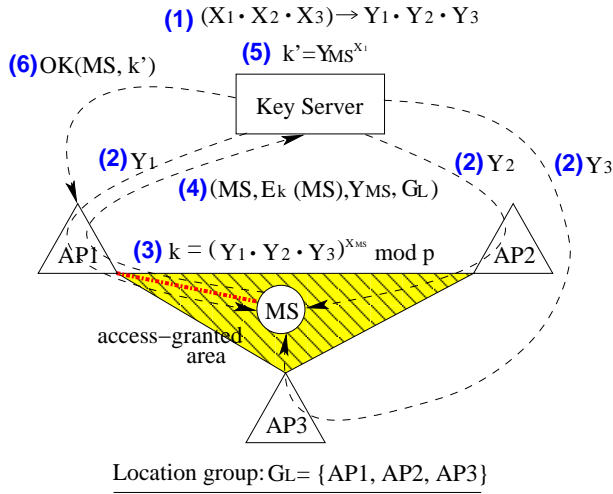 (1) (X1 · X2 · X3) → Y1 · Y2 · Y3
(5) k'=YMS^X1
(6) OK(MS, k')
Key Server
(2) Y1
(2) Y2
(2) Y3
(4) (MS, Ek (MS), YMS, GL)
(3) k = (Y1 · Y2 · Y3)^XMS mod p
AP1
AP2
MS
access-granted
area
AP3
Location group: GL= {AP1, AP2, AP3}